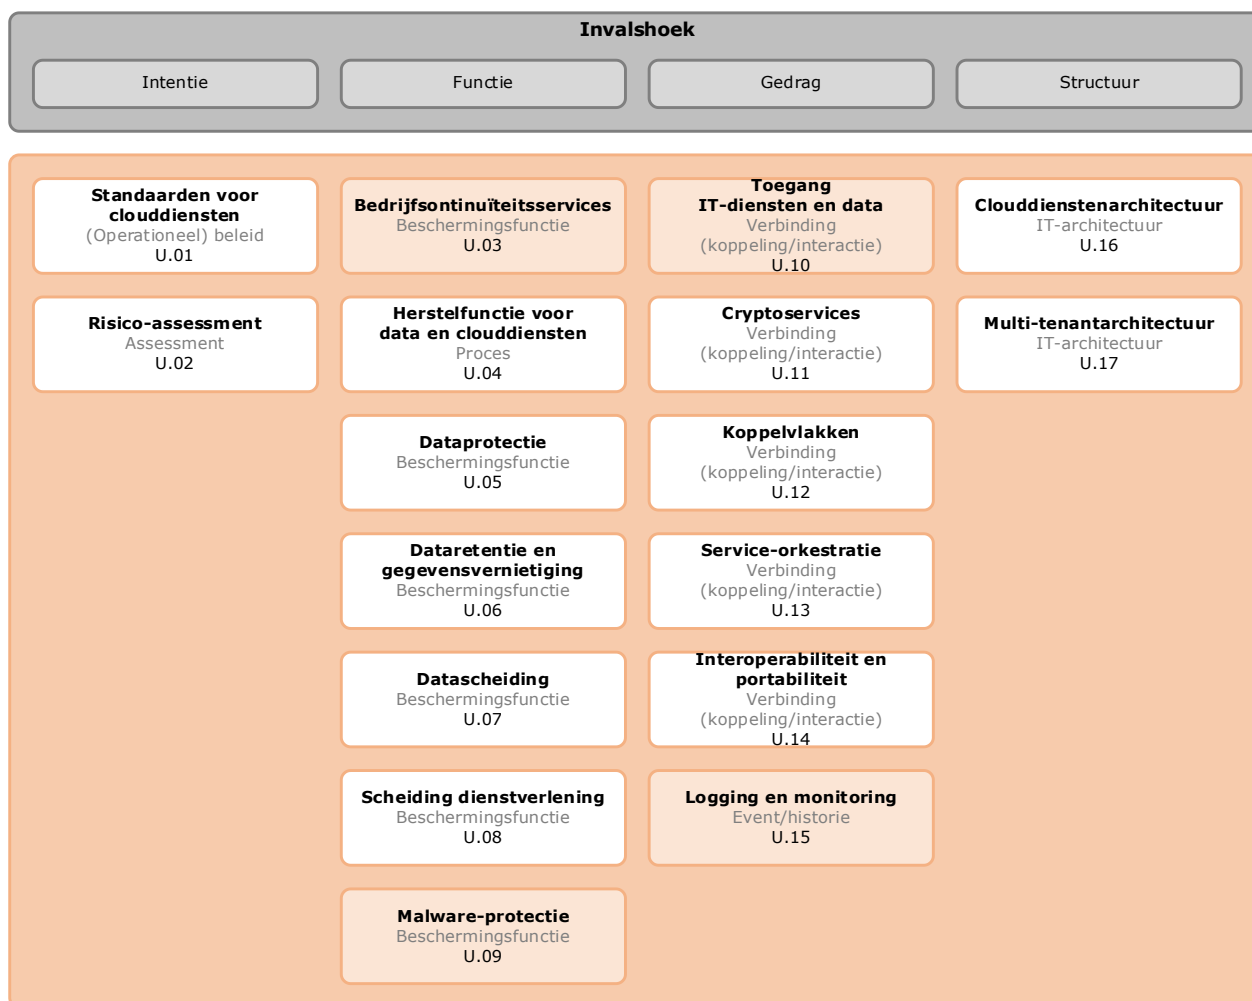 Invalshoek
Intentie
Functie
Gedrag
Structuur
Standaarden voor
clouddiensten
(Operationeel) beleid
U.01
Risico-assessment
Assessment
U.02
Bedrijfsontinuïteitsservices
Beschermingsfunctie
U.03
Herstelfunctie voor
data en clouddiensten
Proces
U.04
Dataprotectie
Beschermingsfunctie
U.05
Dataretentie en
gegevensvernietiging
Beschermingsfunctie
U.06
Datascheiding
Beschermingsfunctie
U.07
Scheiding dienstverlening
Beschermingsfunctie
U.08
Malware-protectie
Beschermingsfunctie
U.09
Toegang
IT-diensten en data
Verbinding
(koppeling/interactie)
U.10
Cryptoservices
Verbinding
(koppeling/interactie)
U.11
Koppelvlakken
Verbinding
(koppeling/interactie)
U.12
Service-orkestratie
Verbinding
(koppeling/interactie)
U.13
Interoperabiliteit en
portabiliteit
Verbinding
(koppeling/interactie)
U.14
Logging en monitoring
Event/historie
U.15
Clouddienstenarchitectuur
IT-architectuur
U.16
Multi-tenantarchitectuur
IT-architectuur
U.17